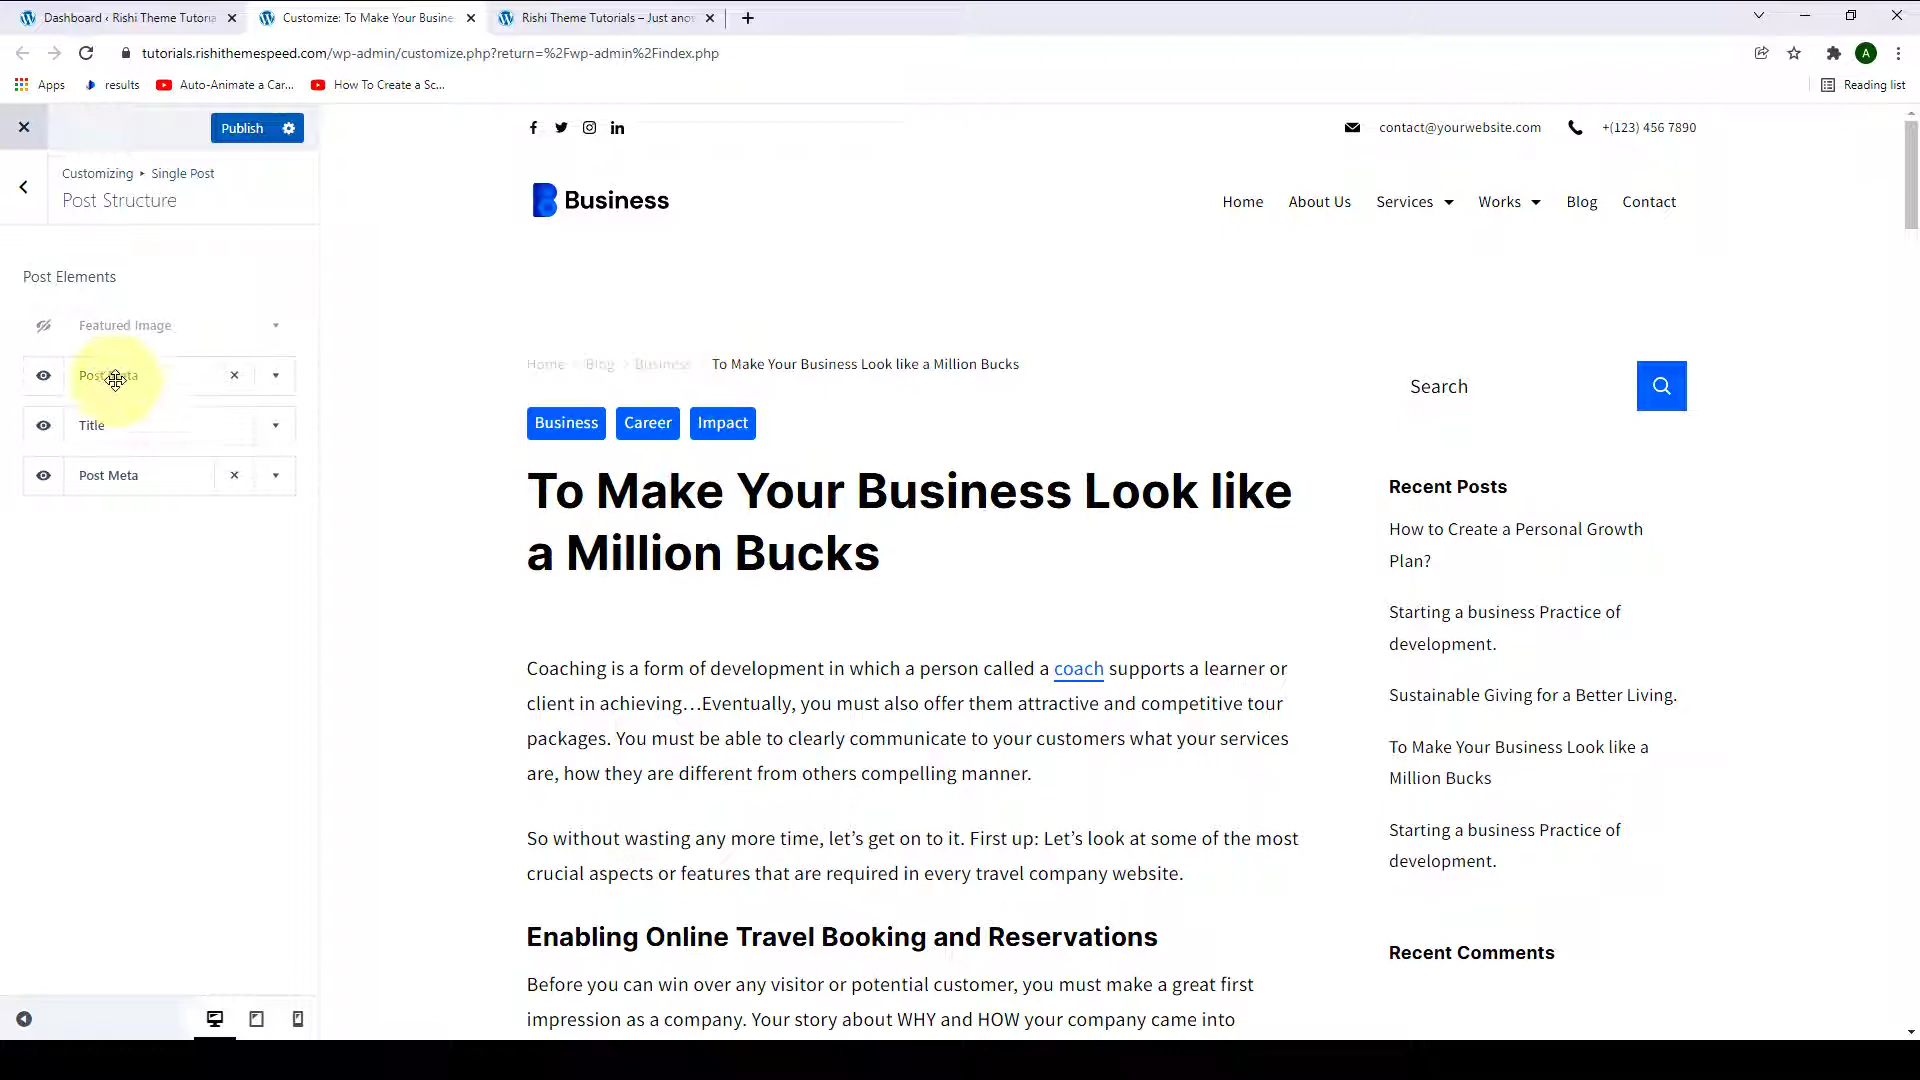 Dashboard ‹ Rishi Theme Tutoria
Customize: To Make Your Busine
Rishi Theme Tutorials – Just ano
tutorials.rishithemespeed.com/wp-admin/customize.php?return=%2Fwp-admin%2Findex.php
A
Apps
results
Auto-Animate a Car...
How To Create a Sc...
Reading list
Publish
Customizing ▸ Single Post
Post Structure
Post Elements
Featured Image
Post Meta
Title
Post Meta
contact@yourwebsite.com
+(123) 456 7890
Business
Home
About Us
Services
Works
Blog
Contact
Home
Blog
Business
To Make Your Business Look like a Million Bucks
Business
Career
Impact
To Make Your Business Look like
a Million Bucks
Coaching is a form of development in which a person called a coach supports a learner or
client in achieving…Eventually, you must also offer them attractive and competitive tour
packages. You must be able to clearly communicate to your customers what your services
are, how they are different from others compelling manner.
So without wasting any more time, let’s get on to it. First up: Let’s look at some of the most
crucial aspects or features that are required in every travel company website.
Enabling Online Travel Booking and Reservations
Before you can win over any visitor or potential customer, you must make a great first
impression as a company. Your story about WHY and HOW your company came into
Search
Recent Posts
How to Create a Personal Growth
Plan?
Starting a business Practice of
development.
Sustainable Giving for a Better Living.
To Make Your Business Look like a
Million Bucks
Starting a business Practice of
development.
Recent Comments